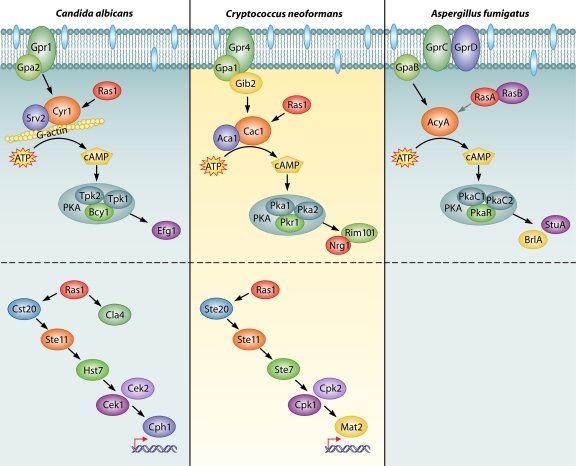 Candida albicans
Gpr1
Gpa2
Ras1
Cyr1
Srv2
G-actin
ATP
cAMP
Tpk2
Tpk1
PKA
Bcy1
Efg1
Ras1
Cst20
Cla4
Ste11
Hst7
Cek2
Cek1
Cph1
Cryptococcus neoformans
Gpr4
Gpa1
Gib2
Ras1
Cac1
Aca1
ATP
cAMP
Pka1
Pka2
PKA
Pkr1
Rim101
Nrg1
Ras1
Ste20
Ste11
Ste7
Cpk2
Cpk1
Mat2
Aspergillus fumigatus
GprC
GprD
GpaB
RasA
RasB
AcyA
ATP
cAMP
PkaC1
PkaC2
PKA
PkaR
StuA
BrlA